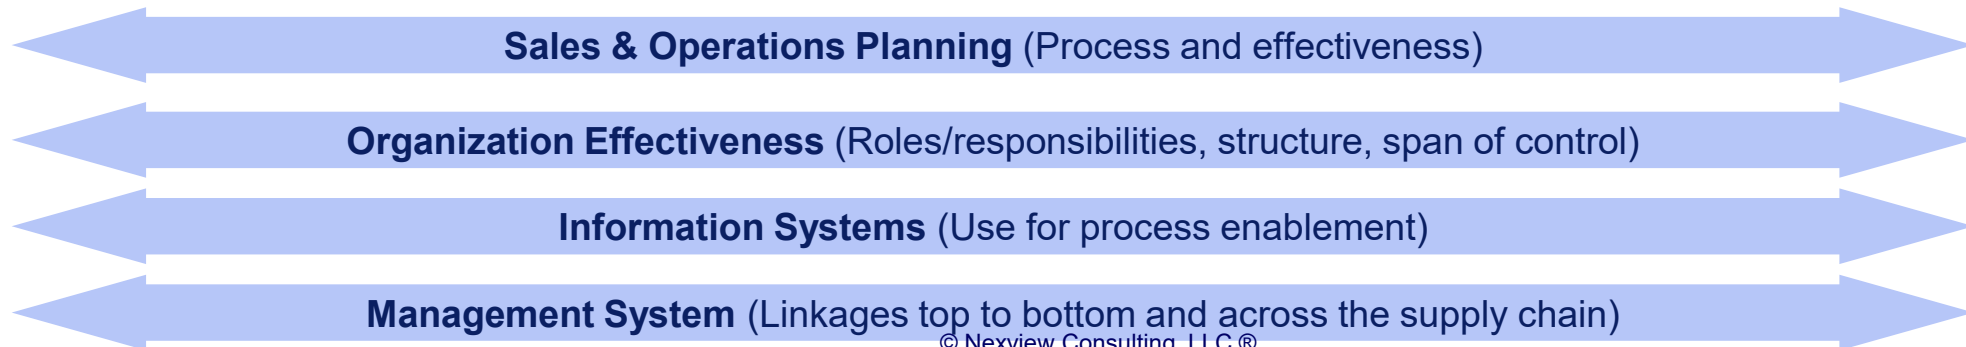 Sales & Operations Planning (Process and effectiveness)
Organization Effectiveness (Roles/responsibilities, structure, span of control)
Information Systems (Use for process enablement)
Management System (Linkages top to bottom and across the supply chain)
© Nexview Consulting, LLC ®